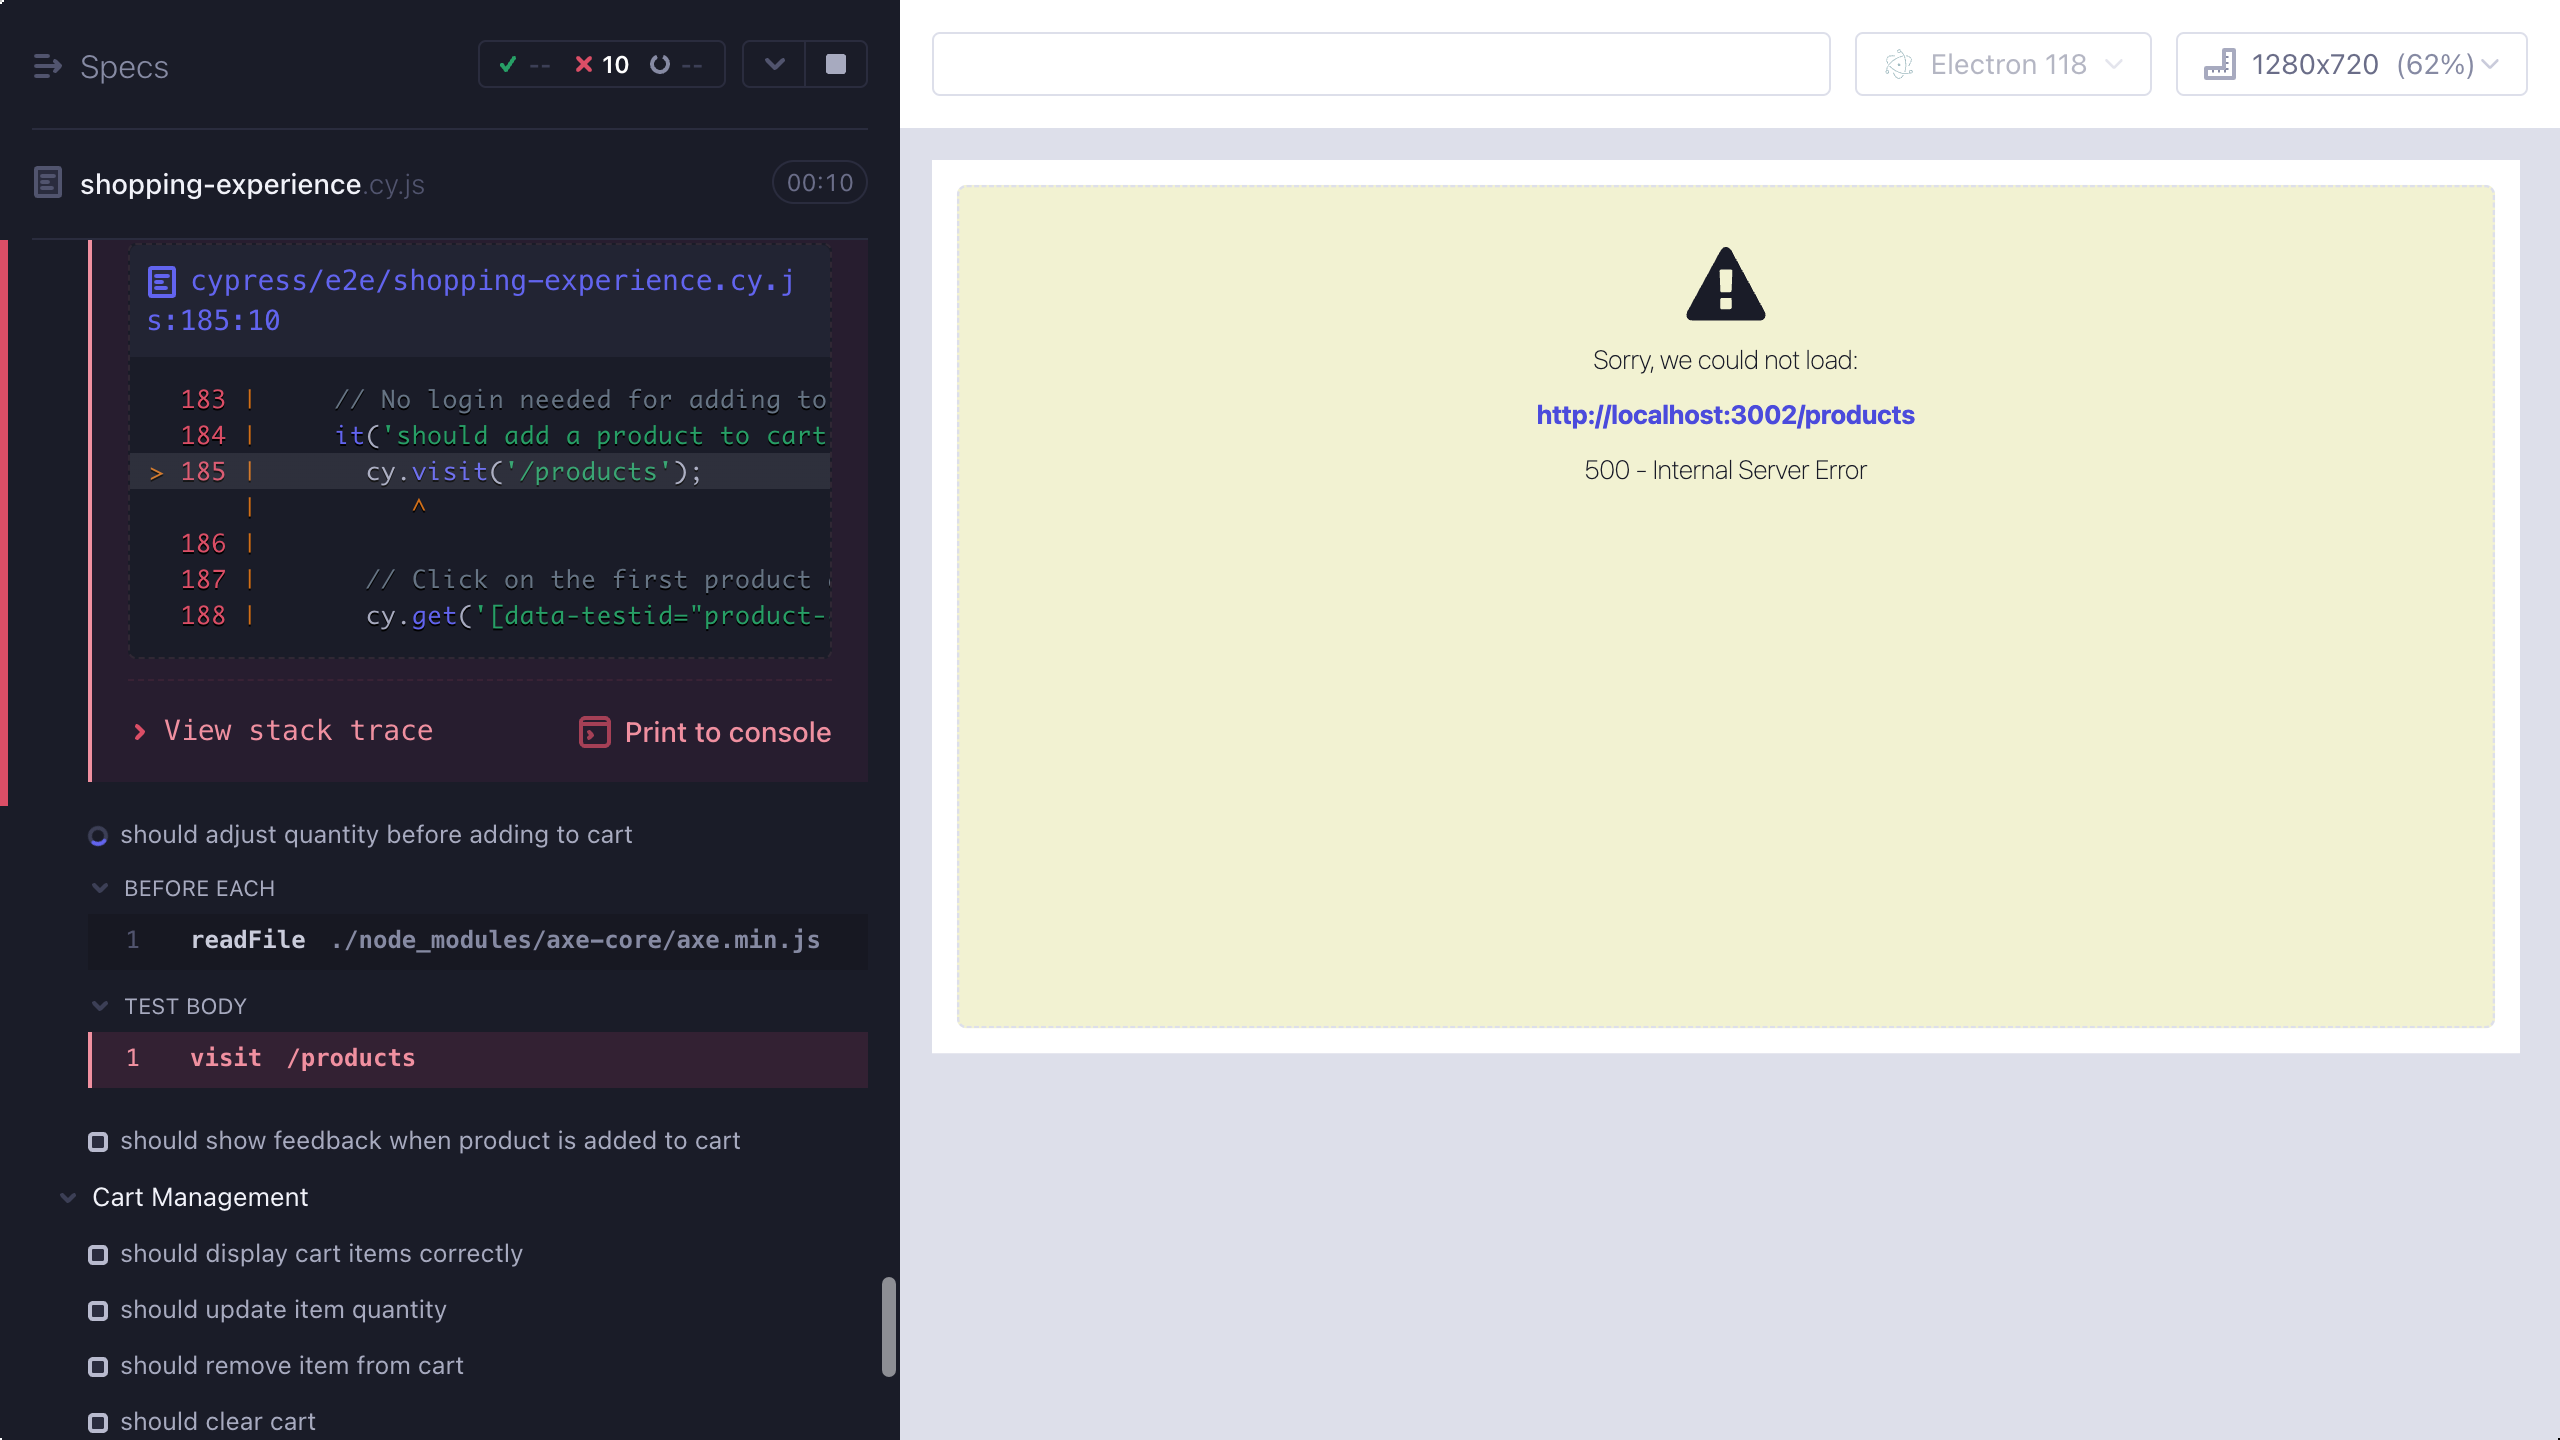 Specs
-- 10 --
shopping-experience.cy.js
00:10
cypress/e2e/shopping-experience.cy.j
s:185:10
183 | // No login needed for adding to
184 | it('should add a product to cart
> 185 | cy.visit('/products');
| ^
186 |
187 | // Click on the first product
188 | cy.get('[data-testid="product-
View stack trace
Print to console
should adjust quantity before adding to cart
BEFORE EACH
1 readFile ./node_modules/axe-core/axe.min.js
TEST BODY
1 visit /products
should show feedback when product is added to cart
Cart Management
should display cart items correctly
should update item quantity
should remove item from cart
should clear cart
Electron 118
1280x720 (62%)
Sorry, we could not load:
http://localhost:3002/products
500 - Internal Server Error